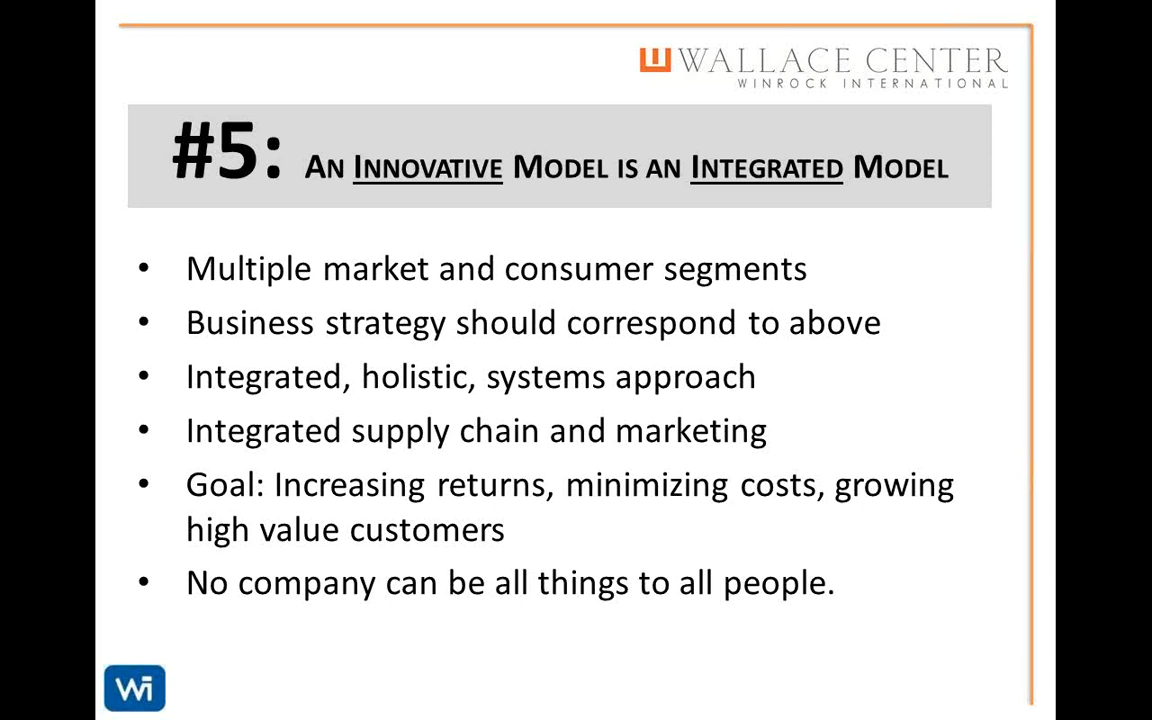 WALLACE CENTER
WINROCK INTERNATIONAL
#5: AN INNOVATIVE MODEL IS AN INTEGRATED MODEL
• Multiple market and consumer segments
• Business strategy should correspond to above
• Integrated, holistic, systems approach
• Integrated supply chain and marketing
• Goal: Increasing returns, minimizing costs, growing
high value customers
• No company can be all things to all people.
Wi